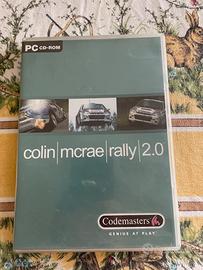 PC CD-ROM
colin|mcrae|rally|2.0
Codemasters
GENIUS AT PLAY